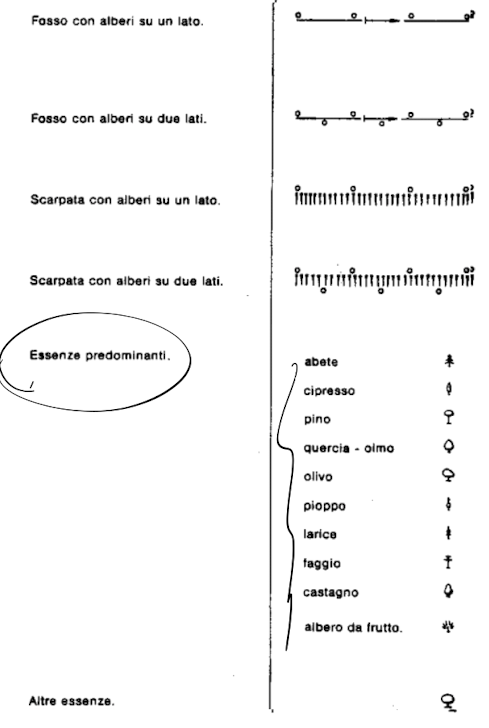 Fosso con alberi su un lato.
Fosso con alberi su due lati.
Scarpata con alberi su un lato.
Scarpata con alberi su due lati.
Essenze predominanti.
abete
cipresso
pino
quercia - olmo
olivo
pioppo
larice
faggio
castagno
albero da frutto.
Altre essenze.